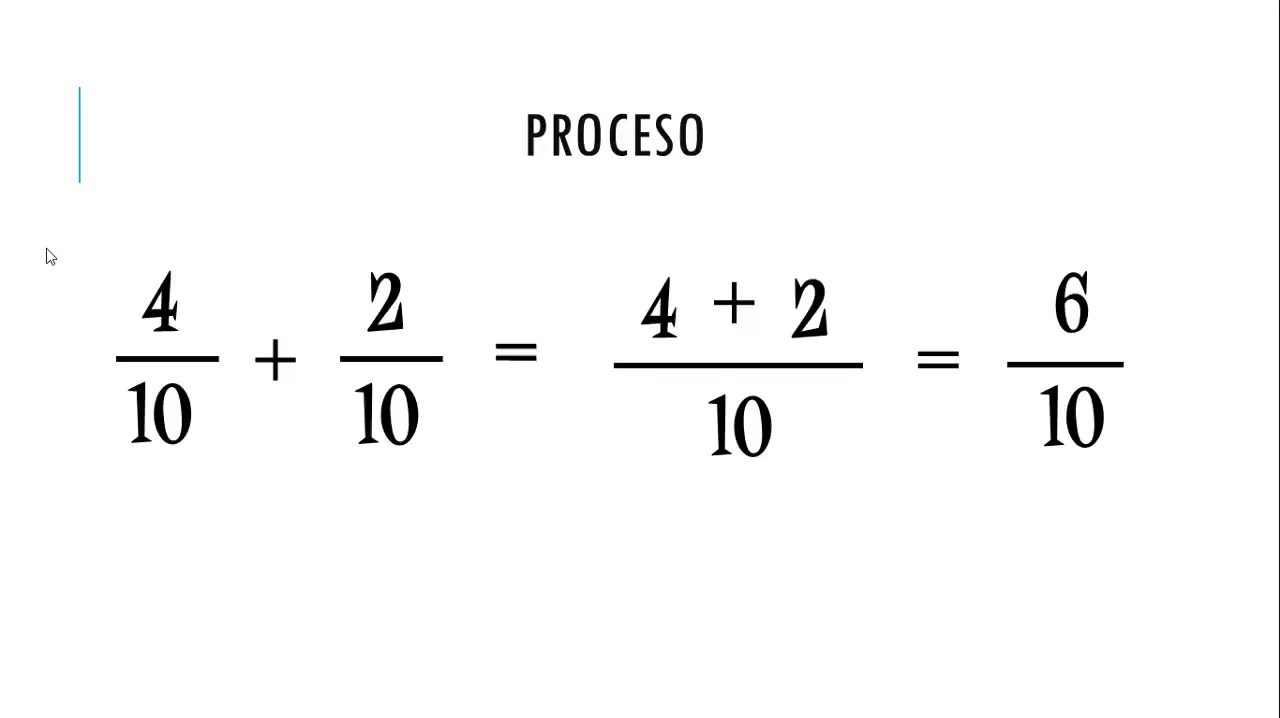 PROCESO
4/10 + 2/10 = (4 + 2)/10 = 6/10